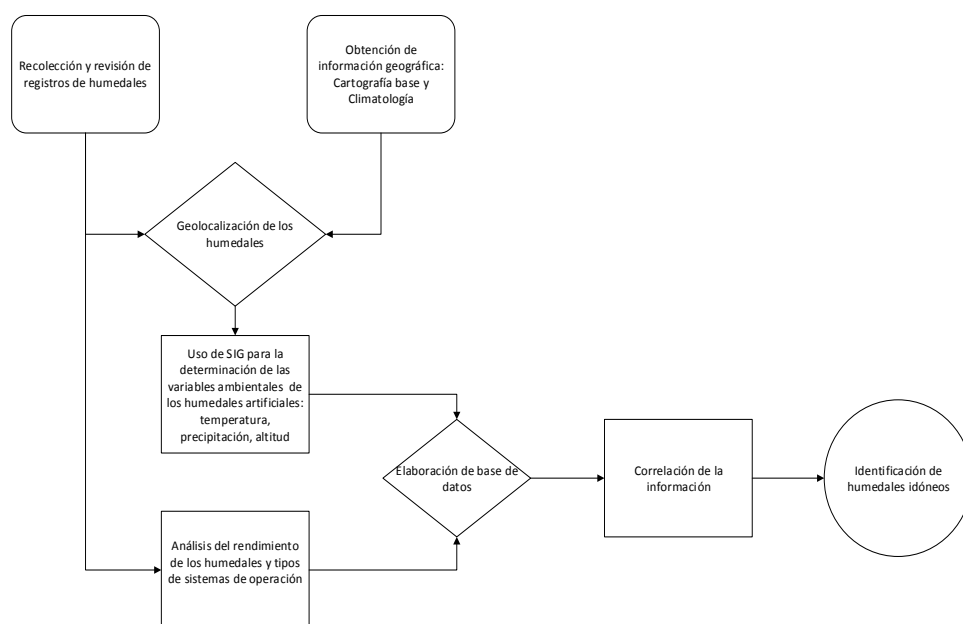 Recolección y revisión de
registros de humedales
Obtención de
información geográfica:
Cartografía base y
Climatología
Geolocalización de los
humedales
Uso de SIG para la
determinación de las
variables ambientales de
los humedales artificiales:
temperatura,
precipitación, altitud
Elaboración de base de
datos
Correlación de la
información
Identificación de
humedales idóneos
Análisis del rendimiento
de los humedales y tipos
de sistemas de operación